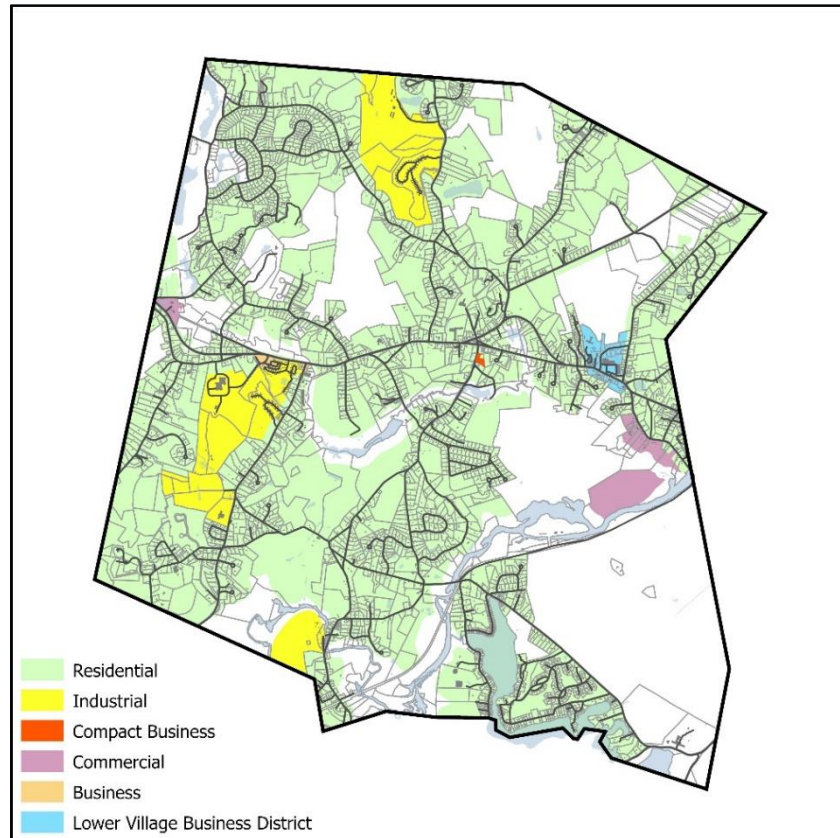 Residential
Industrial
Compact Business
Commercial
Business
Lower Village Business District